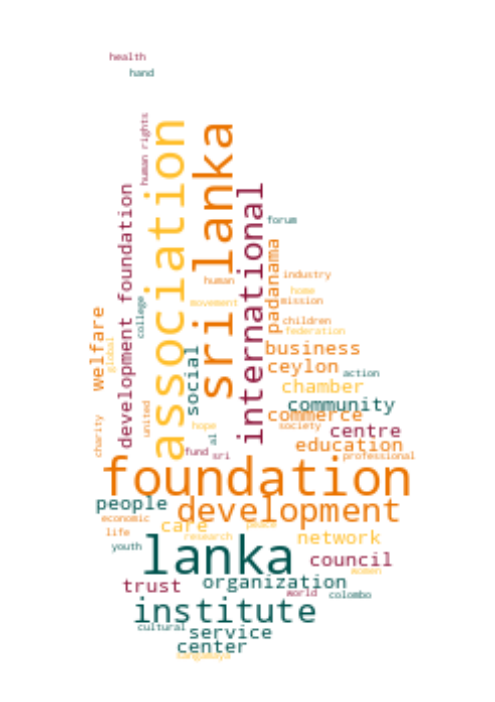 health
hand
human rights
association
sri lanka
development foundation
international
forum
padanama
industry
human
home
movement
mission
college
welfare
children
federation
global
business
social
ceylon
action
chamber
community
commerce
united
charity
hope
society
centre
al
education
fund
sri
professional
foundation
people
development
economic
care
peace
life
research
network
youth
lanka
council
women
trust
organization
world
colombo
institute
cultural
service
center